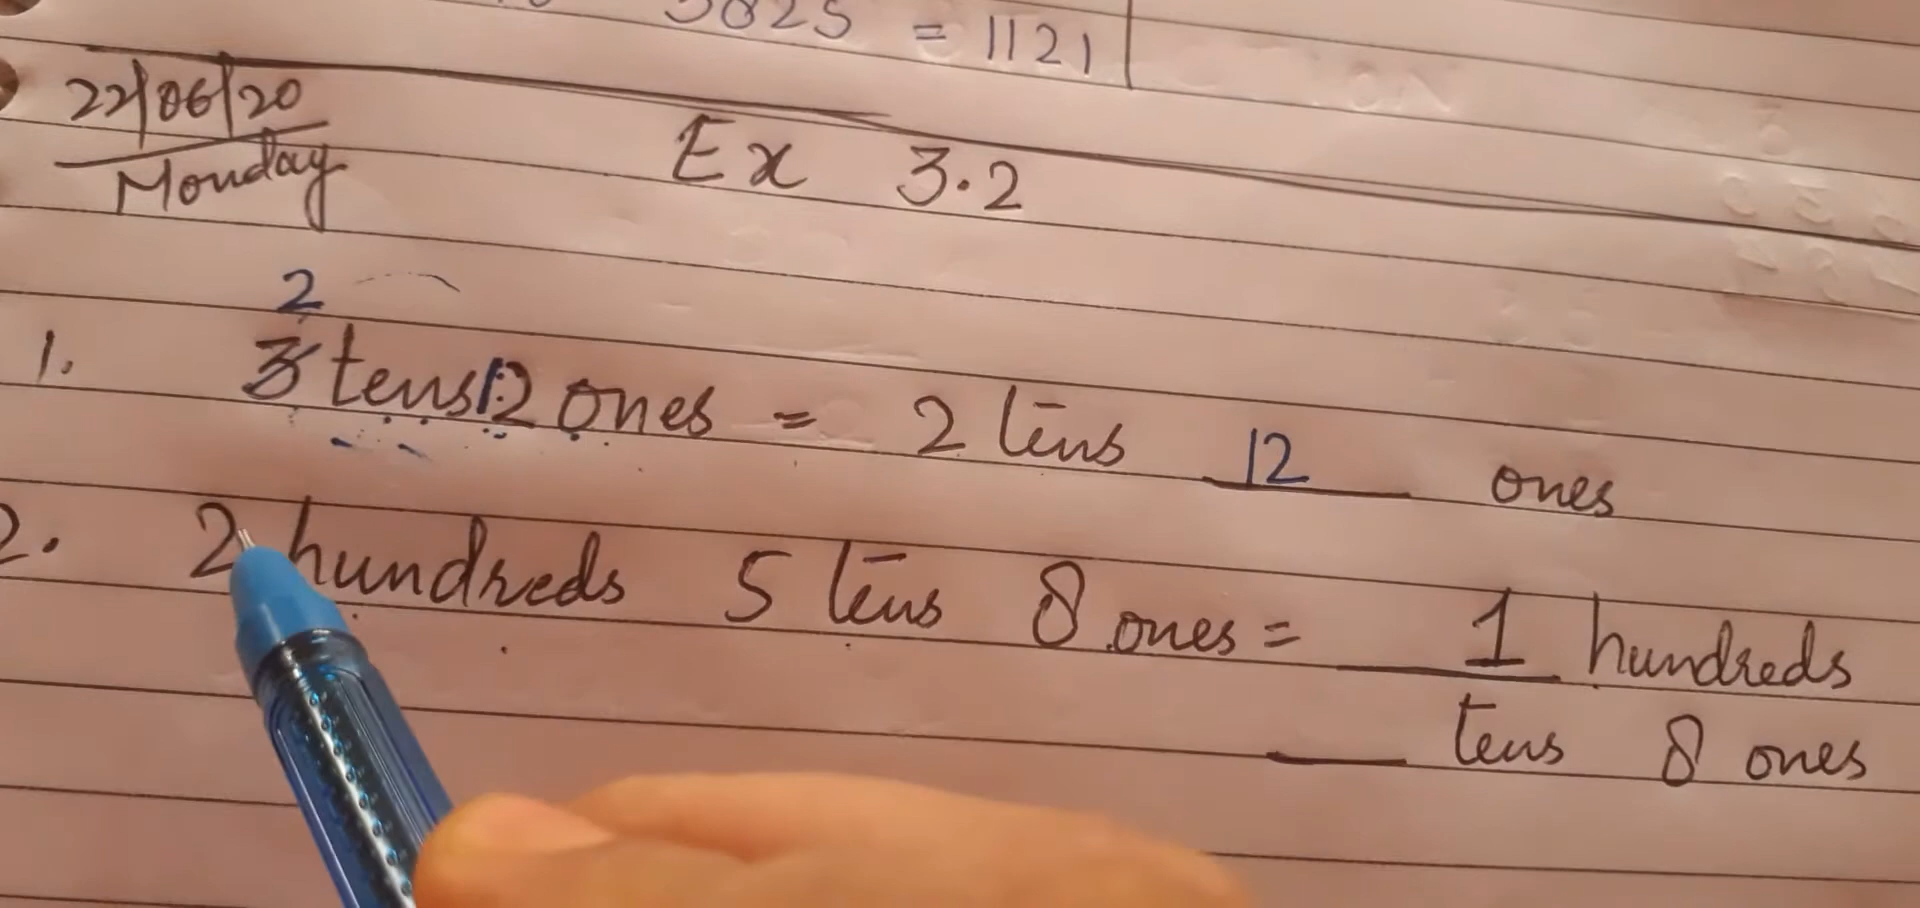 = 1121
22/06/20
Monday
Ex 3.2
2
1. 3 tens 12 ones = 2 tens 12 ones
2. 2 hundreds 5 tens 8 ones = 1 hundreds
___ tens 8 ones